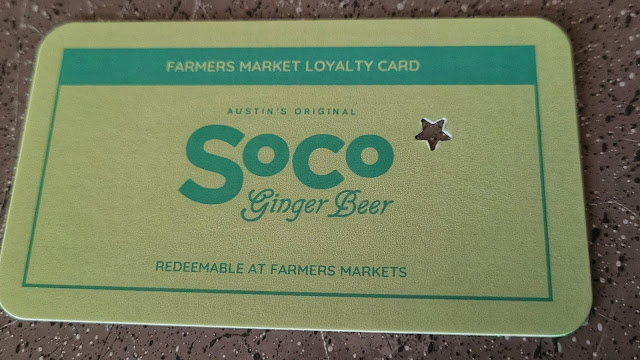 FARMERS MARKET LOYALTY CARD
AUSTIN'S ORIGINAL
SoCo
Ginger Beer
REDEEMABLE AT FARMERS MARKETS